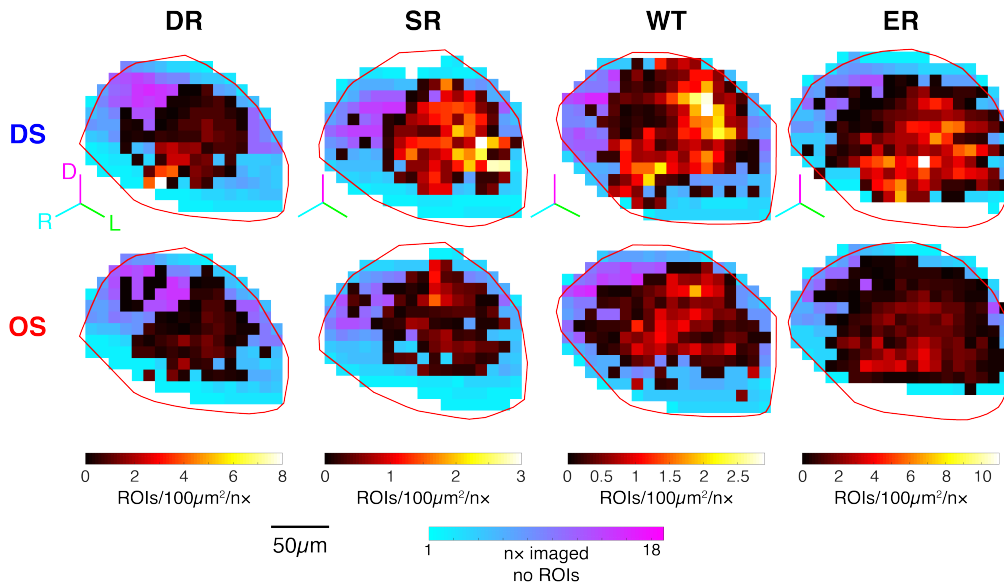 DR SR WT ER
DS
D
R L
OS
0 2 4 6 8 0 1 2 3 0 0.5 1 1.5 2 2.5 0 2 4 6 8 10
ROIs/100µm²/n× ROIs/100µm²/n× ROIs/100µm²/n× ROIs/100µm²/n×
50µm
1 n× imaged 18
no ROIs